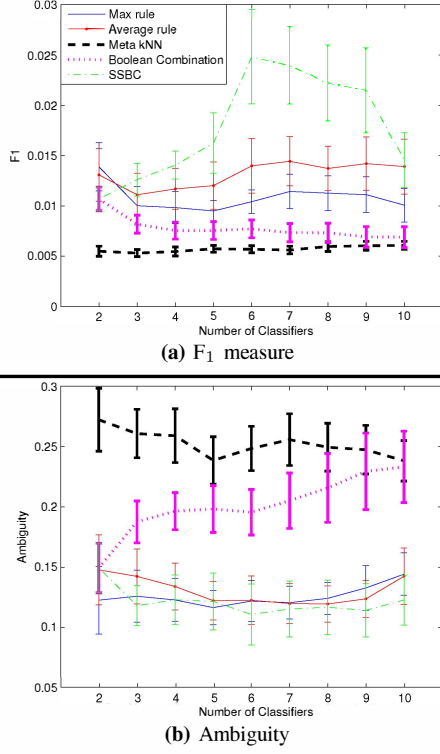 0.03
Max rule
Average rule
Meta kNN
Boolean Combination
SSBC
0.025
0.02
0.015
0.01
0.005
0
F1
2 3 4 5 6 7 8 9 10
Number of Classifiers
(a) F₁ measure
0.3
0.25
0.2
0.15
0.1
0.05
Ambiguity
2 3 4 5 6 7 8 9 10
Number of Classifiers
(b) Ambiguity